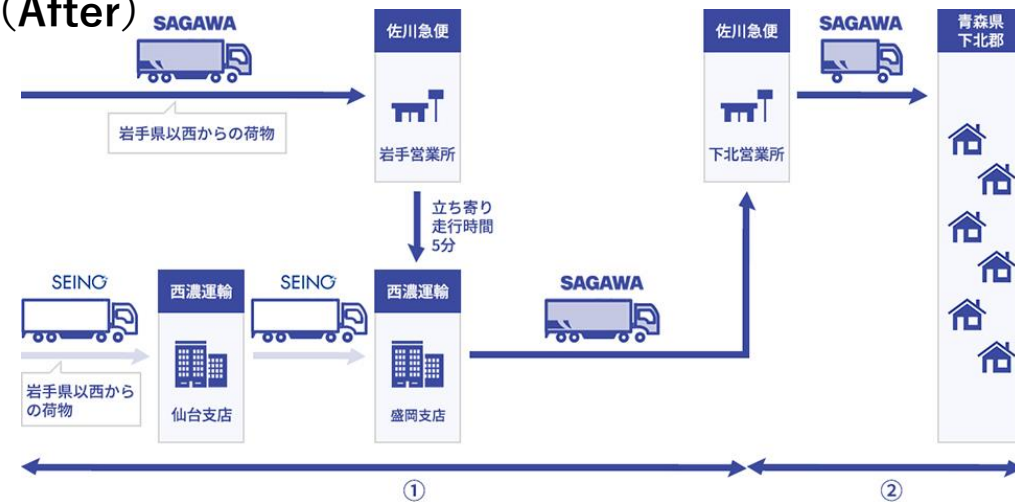 (After)
SAGAWA
岩手県以西からの荷物
佐川急便
岩手営業所
立ち寄り
走行時間
5分
佐川急便
下北営業所
SAGAWA
青森県
下北郡
SEINO
岩手県以西から
の荷物
西濃運輸
仙台支店
SEINO
西濃運輸
盛岡支店
SAGAWA
①
②